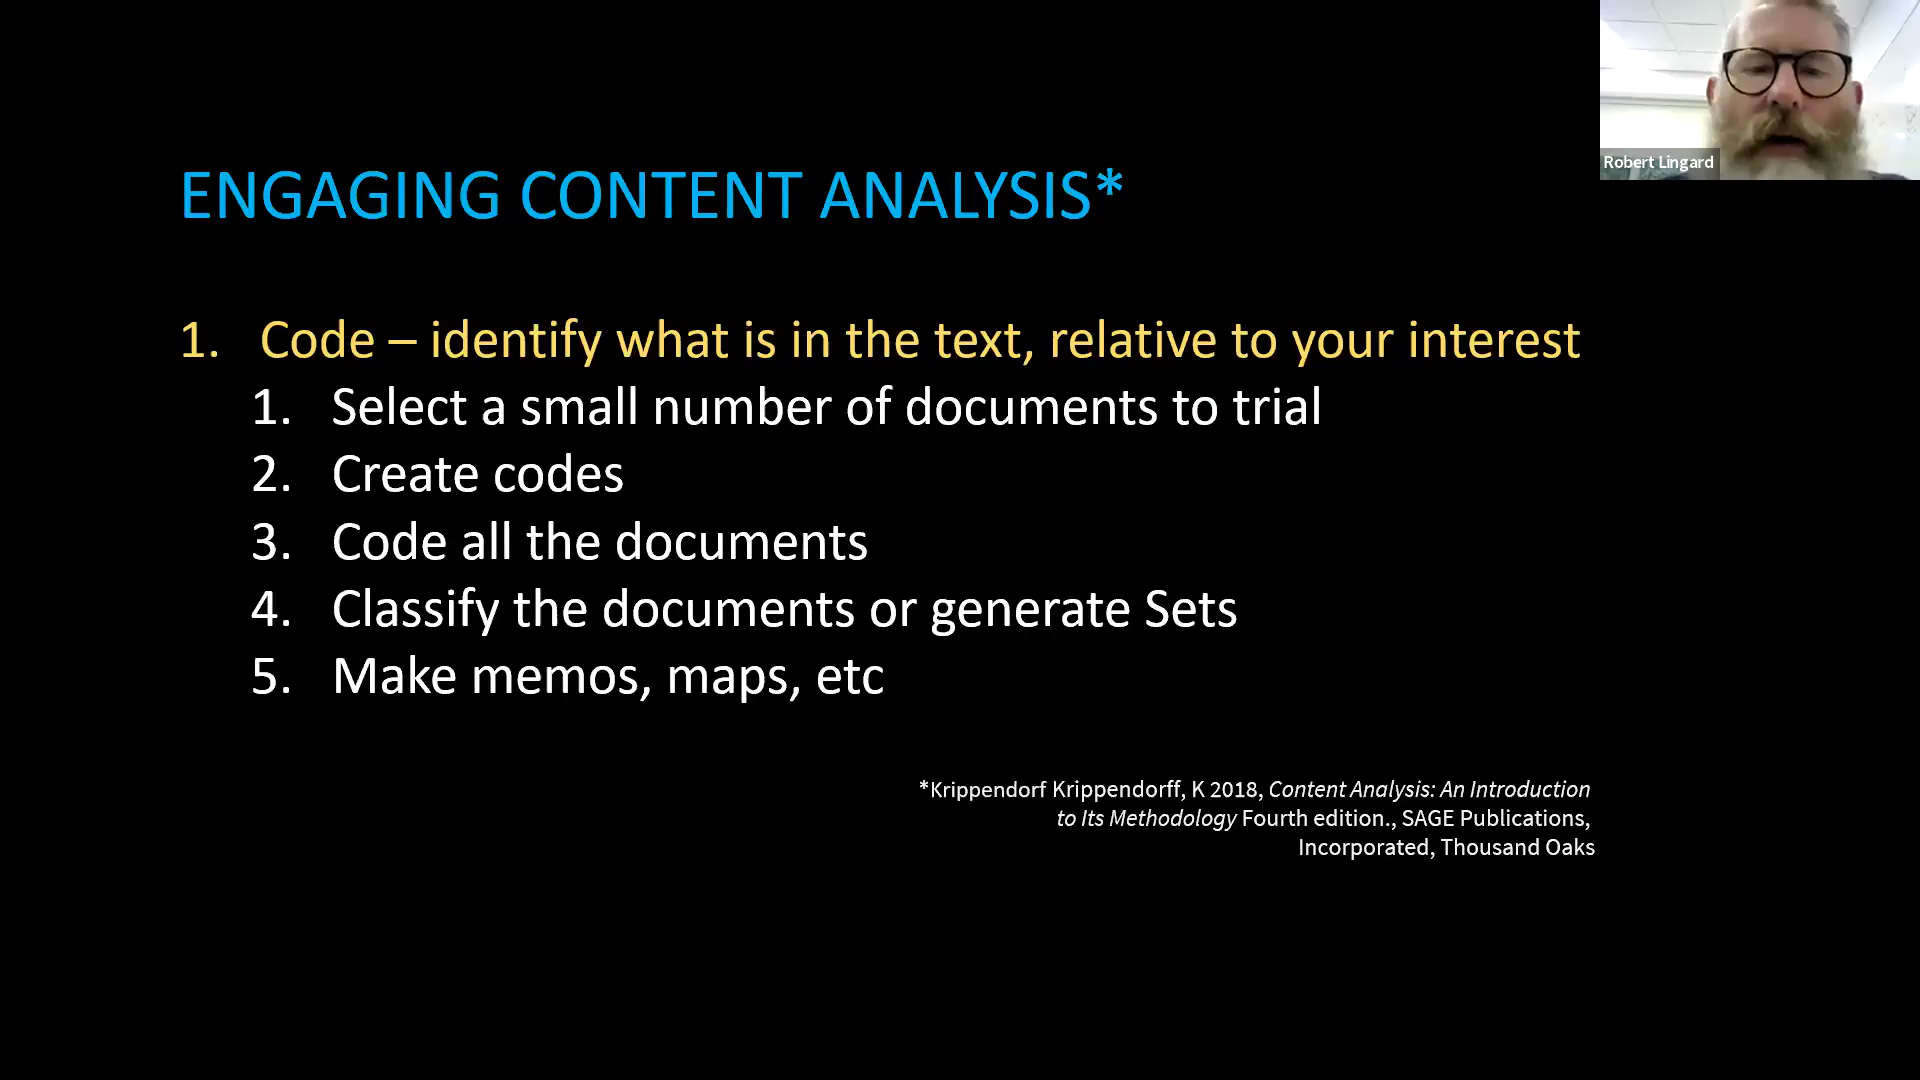 Robert Lingard
ENGAGING CONTENT ANALYSIS*
1. Code – identify what is in the text, relative to your interest
1. Select a small number of documents to trial
2. Create codes
3. Code all the documents
4. Classify the documents or generate Sets
5. Make memos, maps, etc
*Krippendorf Krippendorff, K 2018, Content Analysis: An Introduction
to Its Methodology Fourth edition., SAGE Publications,
Incorporated, Thousand Oaks